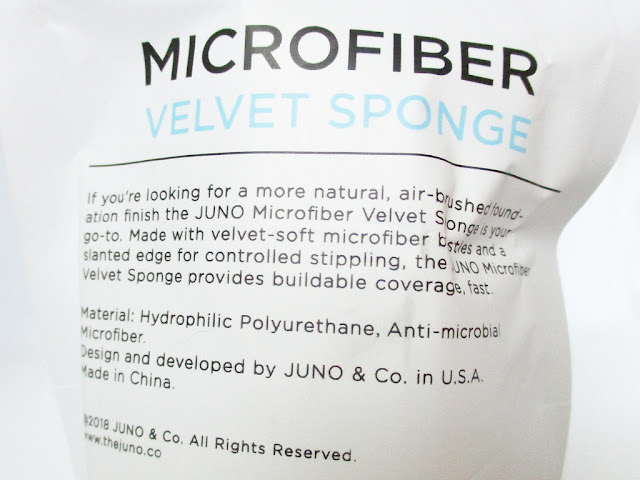 MICROFIBER
VELVET SPONGE
If you're looking for a more natural, air-brushed found-
ation finish the JUNO Microfiber Velvet Sponge is your
go-to. Made with velvet-soft microfiber bristles and a
slanted edge for controlled stippling, the JUNO Microfiber
Velvet Sponge provides buildable coverage, fast.
Material: Hydrophilic Polyurethane, Anti-microbial
Microfiber.
Design and developed by JUNO & Co. in U.S.A.
Made in China.
©2018 JUNO & Co. All Rights Reserved.
www.thejuno.co